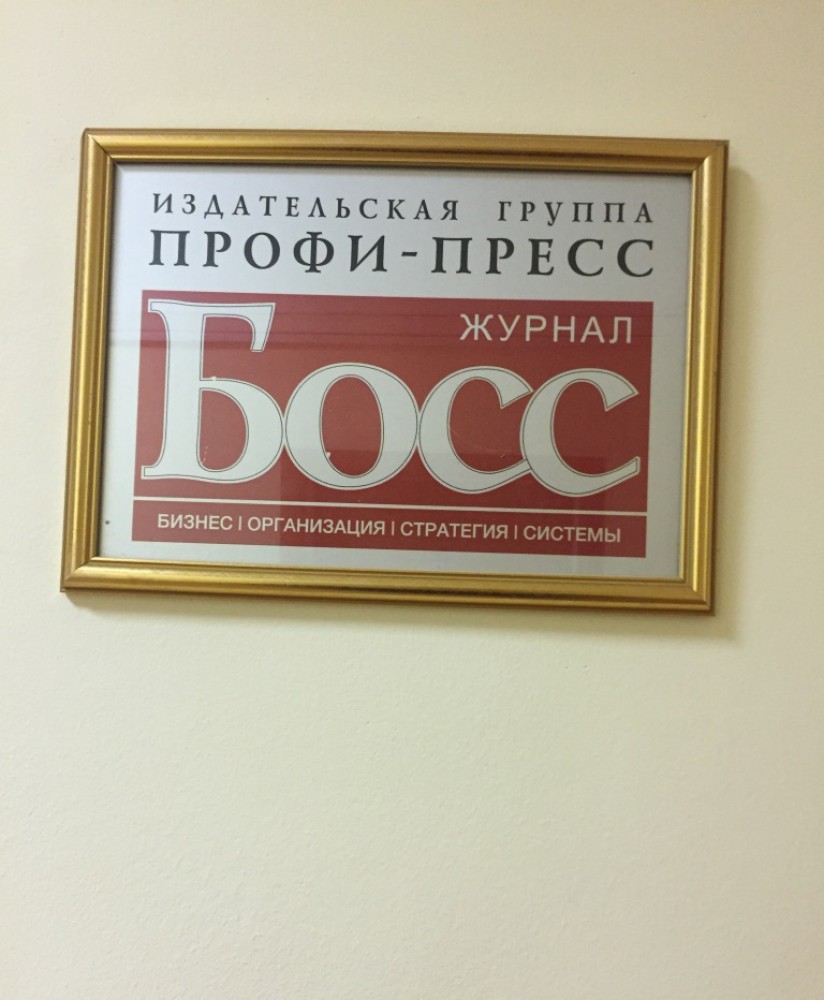 ИЗДАТЕЛЬСКАЯ ГРУППА
ПРОФИ-ПРЕСС
ЖУРНАЛ
Босс
БИЗНЕС | ОРГАНИЗАЦИЯ | СТРАТЕГИЯ | СИСТЕМЫ